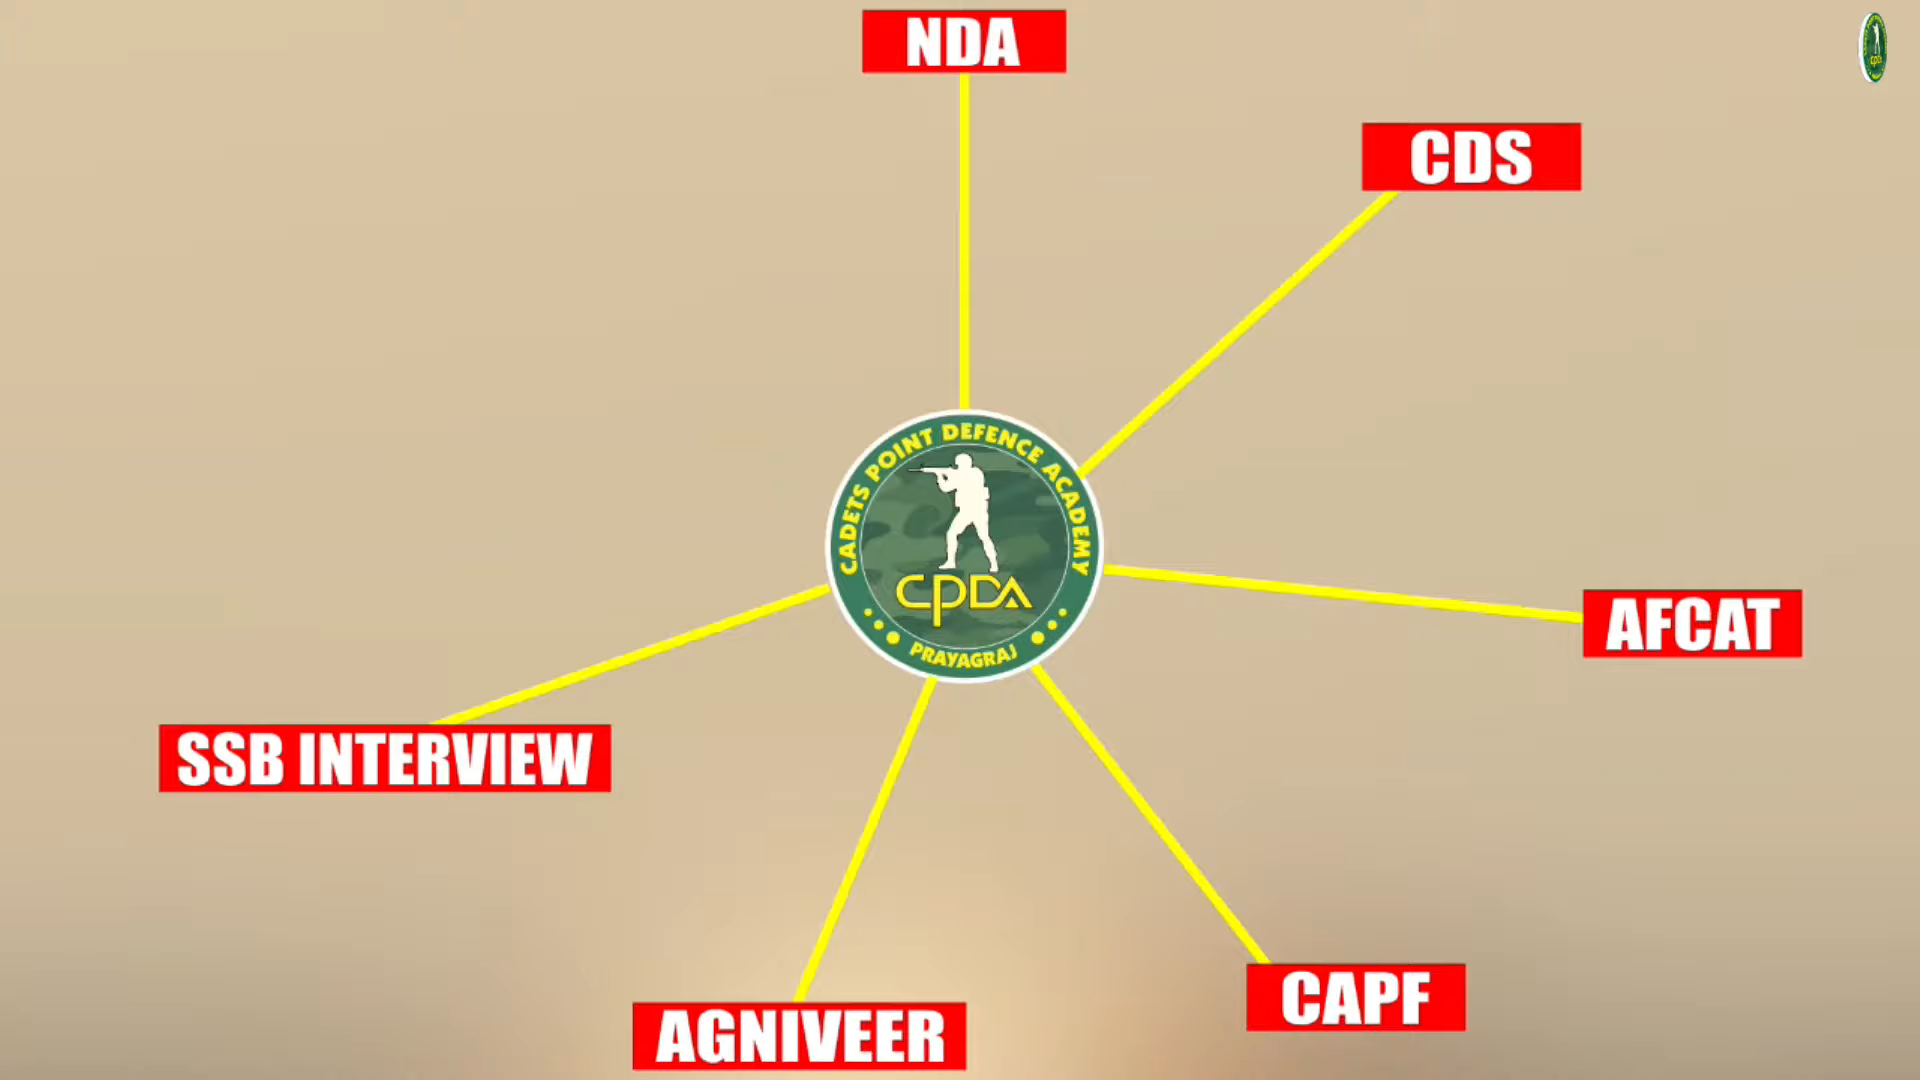 NDA
CDS
CADETS POINT DEFENCE ACADEMY
CPDA
PRAYAGRAJ
AFCAT
SSB INTERVIEW
CAPF
AGNIVEER